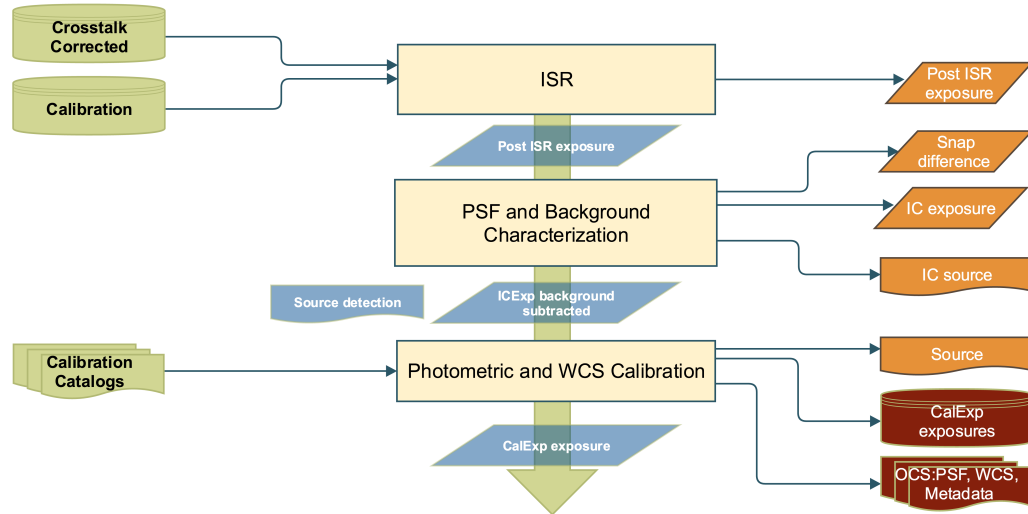 Crosstalk
Corrected
ISR
Post ISR
exposure
Calibration
Post ISR exposure
Snap
difference
PSF and Background
Characterization
IC exposure
IC source
Source detection
ICExp background
subtracted
Calibration
Catalogs
Photometric and WCS Calibration
Source
CalExp
exposures
CalExp exposure
OCS:PSF, WCS,
Metadata